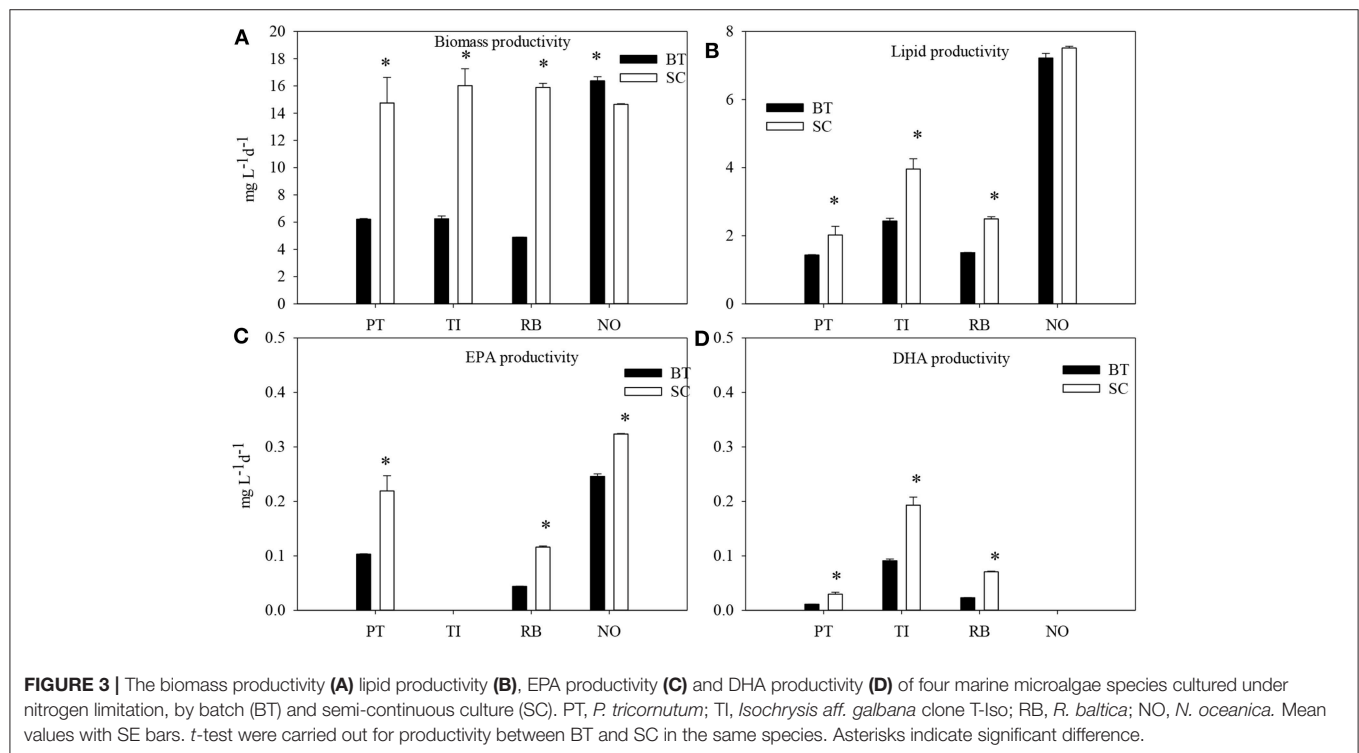 A
Biomass productivity
BT
SC
mg L-1d-1
20
18
16
14
12
10
8
6
4
2
0
* * * *
PT TI RB NO
B
Lipid productivity
BT
SC
8
6
4
2
0
* * *
PT TI RB NO
C
EPA productivity
BT
SC
mg L-1d-1
0.5
0.4
0.3
0.2
0.1
0.0
* * *
PT TI RB NO
D
DHA productivity
BT
SC
0.5
0.4
0.3
0.2
0.1
0.0
* * *
PT TI RB NO
FIGURE 3 | The biomass productivity (A) lipid productivity (B), EPA productivity (C) and DHA productivity (D) of four marine microalgae species cultured under
nitrogen limitation, by batch (BT) and semi-continuous culture (SC). PT, P. tricornutum; TI, Isochrysis aff. galbana clone T-Iso; RB, R. baltica; NO, N. oceanica. Mean
values with SE bars. t-test were carried out for productivity between BT and SC in the same species. Asterisks indicate significant difference.